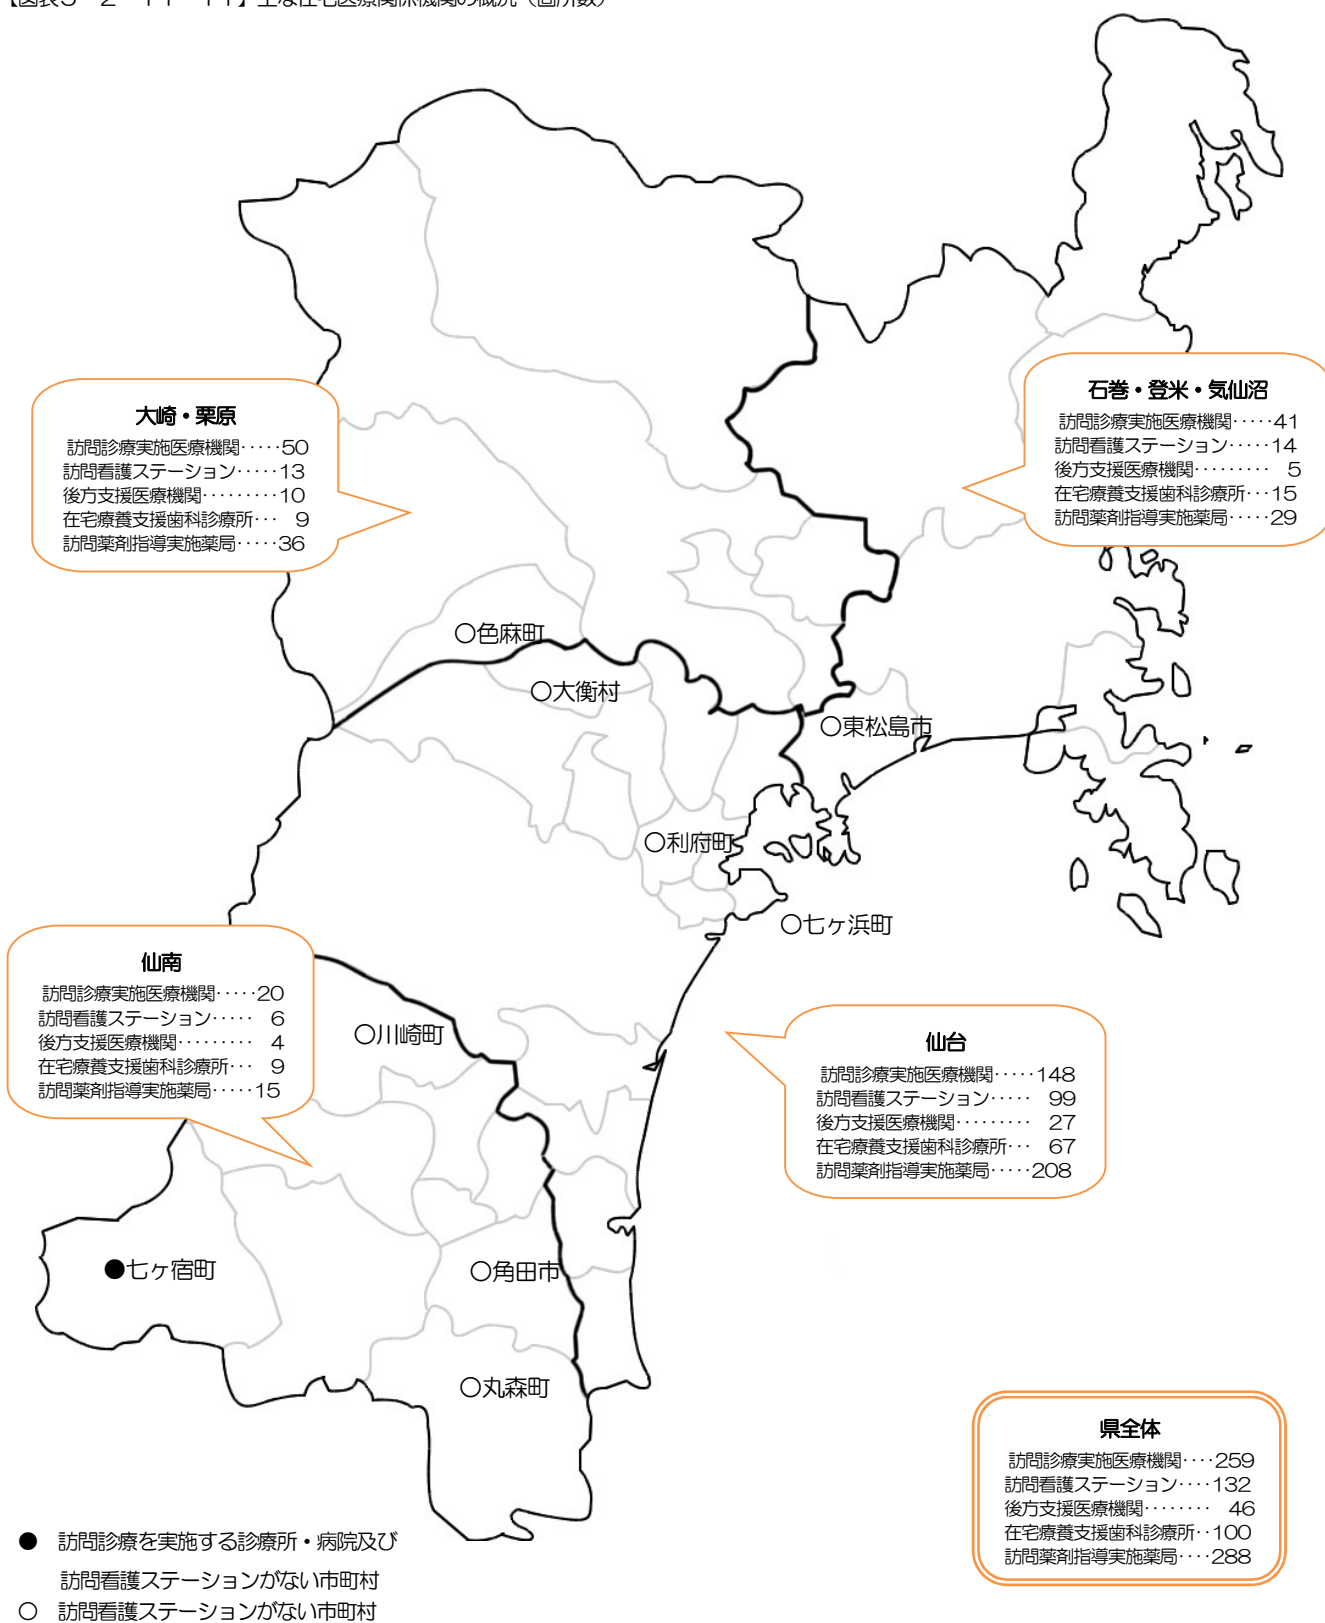 大崎・栗原
訪問診療実施医療機関‥‥‥50
訪問看護ステーション‥‥‥13
後方支援医療機関‥‥‥‥‥10
在宅療養支援歯科診療所‥‥ 9
訪問薬剤指導実施薬局‥‥‥36
石巻・登米・気仙沼
訪問診療実施医療機関‥‥‥41
訪問看護ステーション‥‥‥14
後方支援医療機関‥‥‥‥‥ 5
在宅療養支援歯科診療所‥‥15
訪問薬剤指導実施薬局‥‥‥29
○色麻町
○大衡村
○東松島市
○利府町
○七ヶ浜町
仙南
訪問診療実施医療機関‥‥‥20
訪問看護ステーション‥‥‥ 6
後方支援医療機関‥‥‥‥‥ 4
在宅療養支援歯科診療所‥‥ 9
訪問薬剤指導実施薬局‥‥‥15
○川崎町
仙台
訪問診療実施医療機関‥‥‥148
訪問看護ステーション‥‥‥ 99
後方支援医療機関‥‥‥‥‥ 27
在宅療養支援歯科診療所‥‥ 67
訪問薬剤指導実施薬局‥‥‥208
●七ヶ宿町
○角田市
○丸森町
県全体
訪問診療実施医療機関‥‥259
訪問看護ステーション‥‥132
後方支援医療機関‥‥‥‥ 46
在宅療養支援歯科診療所‥100
訪問薬剤指導実施薬局‥‥288
● 訪問診療を実施する診療所・病院及び
訪問看護ステーションがない市町村
○ 訪問看護ステーションがない市町村